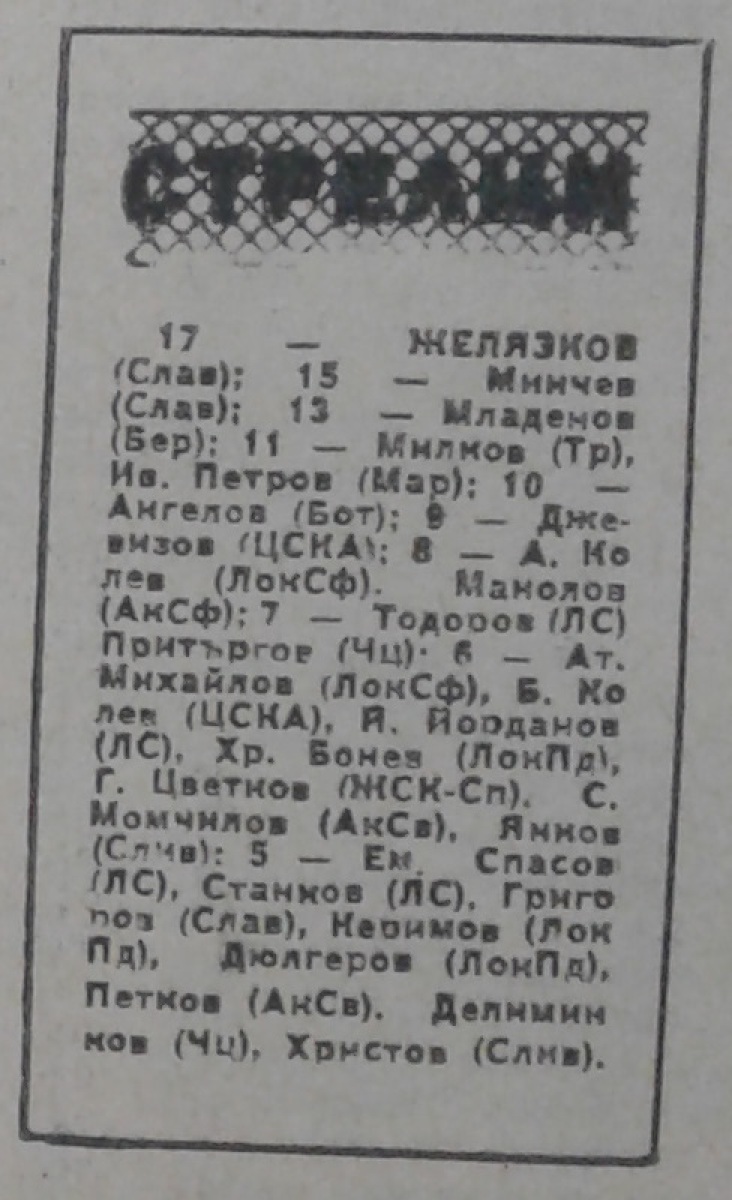 СТРЕЛЦИ
17 — ЖЕЛЯЗКОВ
(Слав); 15 — Минчев
(Слав); 13 — Младенов
(Бер); 11 — Милков (Тр),
Ив. Петров (Мар); 10 —
Ангелов (Бот); 9 — Дже-
визов (ЦСКА); 8 — А. Ко
лев (ЛокСф). Манолов
(АкСф); 7 — Тодоров (ЛС)
Притъргов (Чц); 6 — Ат.
Михайлов (ЛокСф), Б. Ко
лев (ЦСКА), Й. Йорданов
(ЛС), Хр. Бонев (ЛокПд),
Г. Цветков (ЖСК-Сп). С.
Момчилов (АкСв), Янков
(Слив): 5 — Ем. Спасов
(ЛС), Станков (ЛС), Григо
ров (Слав), Керимов (Лок
Пд), Дюлгеров (ЛокПд),
Петков (АкСв). Делимин
ков (Чц), Христов (Слив).